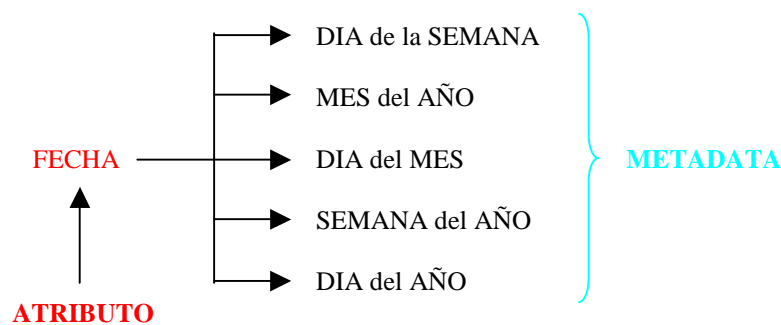 DIA de la SEMANA
MES del AÑO
FECHA
DIA del MES
METADATA
SEMANA del AÑO
DIA del AÑO
ATRIBUTO